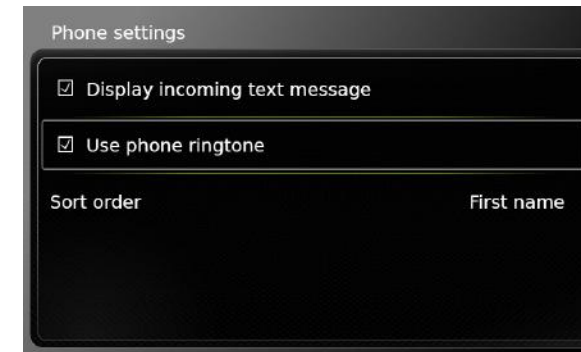 Phone settings
Display incoming text message
Use phone ringtone
Sort order First name